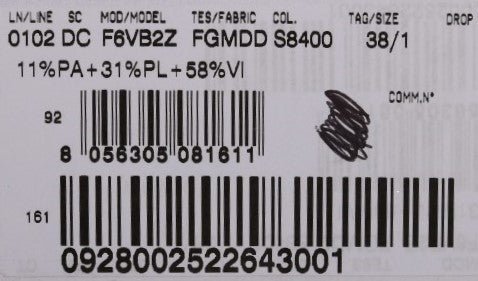 LN/LINE SC MOD/MODEL TES/FABRIC COL. TAG/SIZE DROP
0102 DC F6VB2Z FGMDD S8400 38/1
11%PA+31%PL+58%VI
COMM.N°
92
8 056305 081611
161
0928002522643001